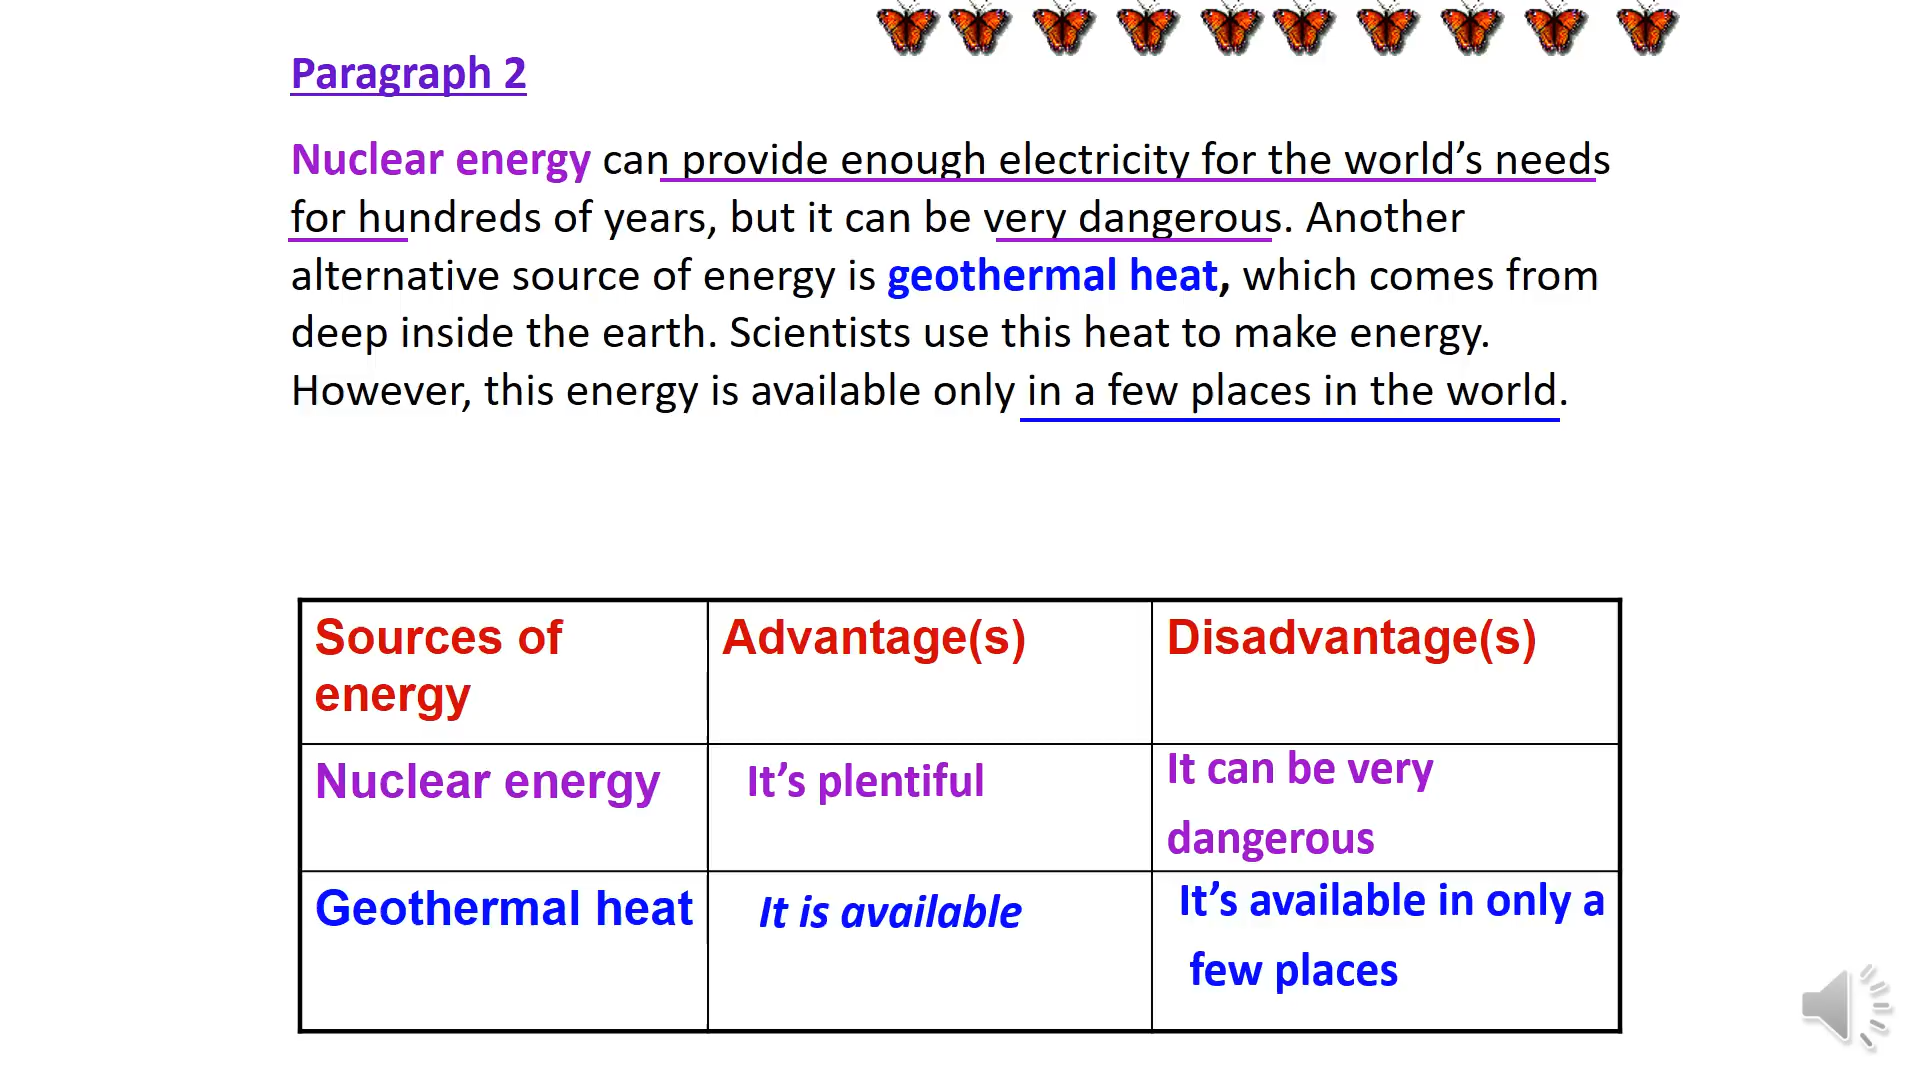 Paragraph 2
Nuclear energy can provide enough electricity for the world’s needs
for hundreds of years, but it can be very dangerous. Another
alternative source of energy is geothermal heat, which comes from
deep inside the earth. Scientists use this heat to make energy.
However, this energy is available only in a few places in the world.
Sources of
energy
Advantage(s)
Disadvantage(s)
Nuclear energy
It’s plentiful
It can be very
dangerous
Geothermal heat
It is available
It’s available in only a
few places